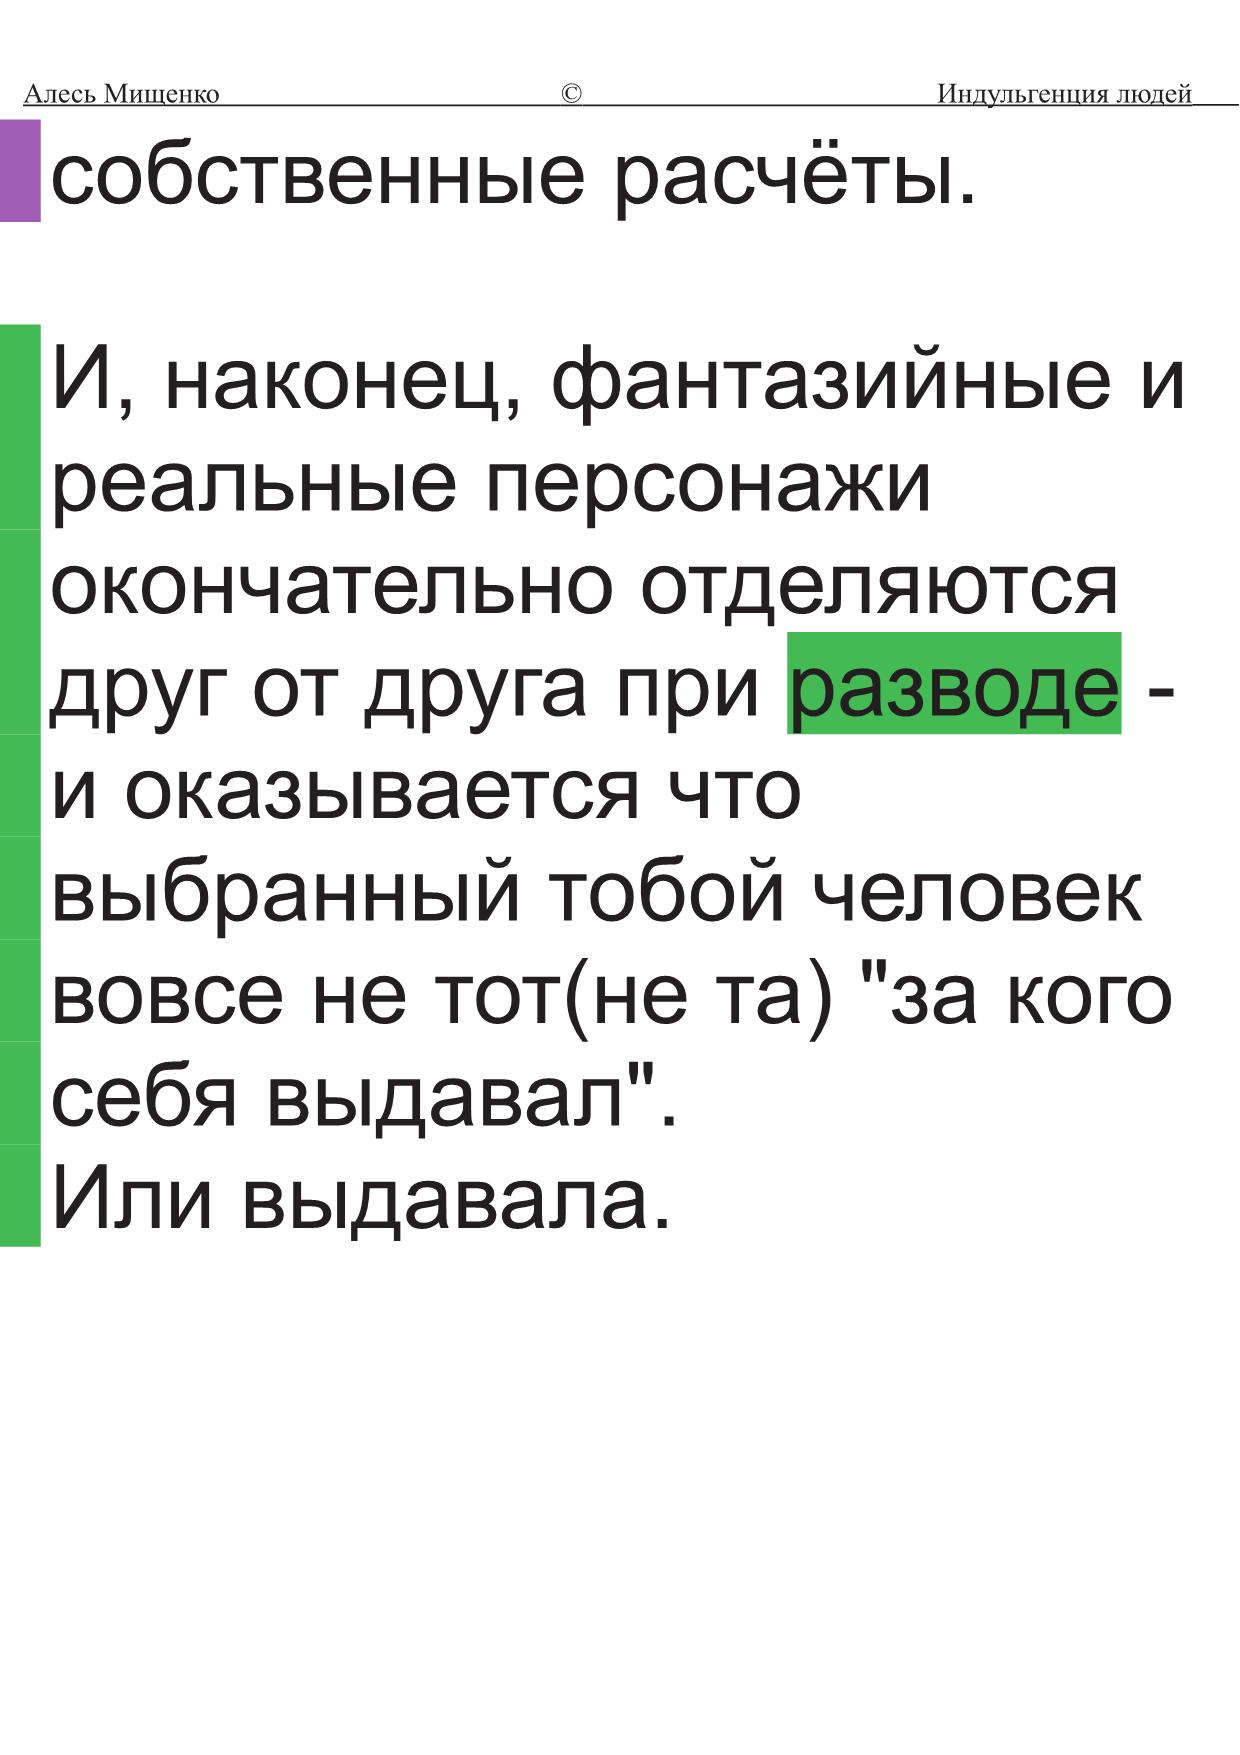 Алесь Мищенко © Индульгенция людей
собственные расчёты.
И, наконец, фантазийные и
реальные персонажи
окончательно отделяются
друг от друга при разводе -
и оказывается что
выбранный тобой человек
вовсе не тот(не та) "за кого
себя выдавал".
Или выдавала.